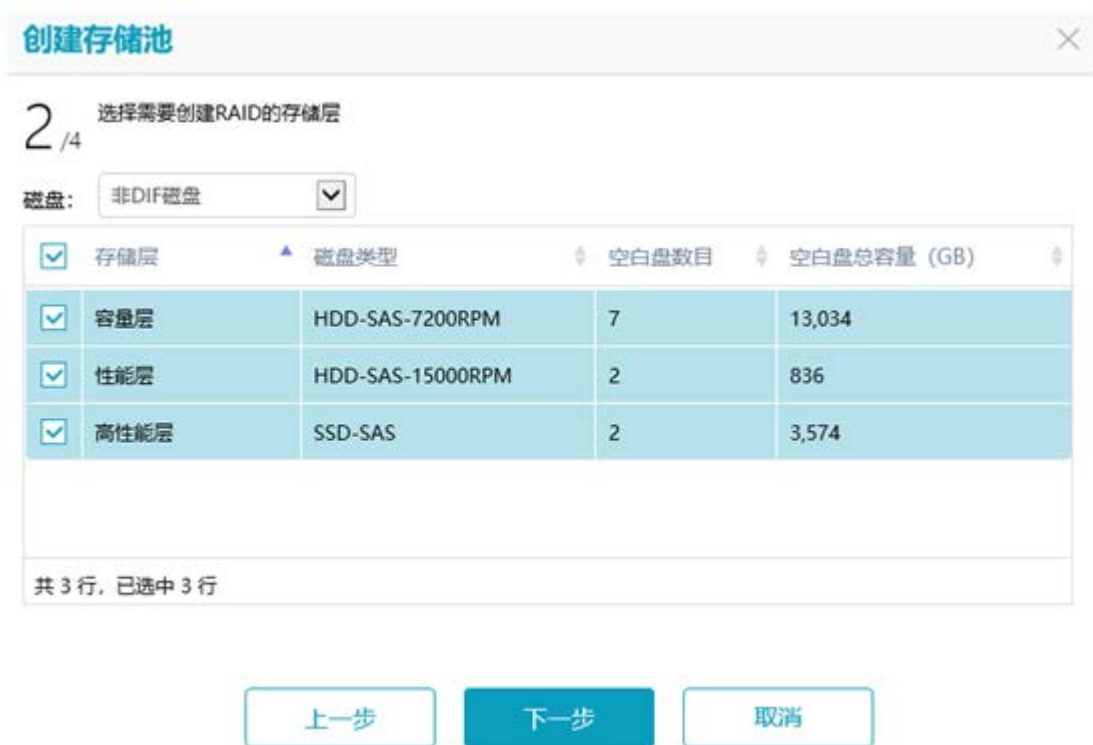 创建存储池
2/4 选择需要创建RAID的存储层
磁盘: 非DIF磁盘
存储层 磁盘类型 空白盘数目 空白盘总容量 (GB)
容量层 HDD-SAS-7200RPM 7 13,034
性能层 HDD-SAS-15000RPM 2 836
高性能层 SSD-SAS 2 3,574
共 3 行, 已选中 3 行
上一步 下一步 取消